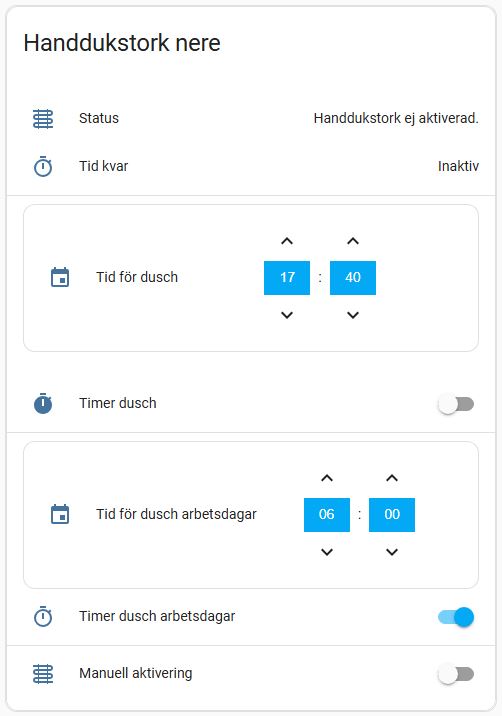 Handdukstork nere
Status Handdukstork ej aktiverad.
Tid kvar Inaktiv
Tid för dusch 17 : 40
Timer dusch
Tid för dusch arbetsdagar 06 : 00
Timer dusch arbetsdagar
Manuell aktivering